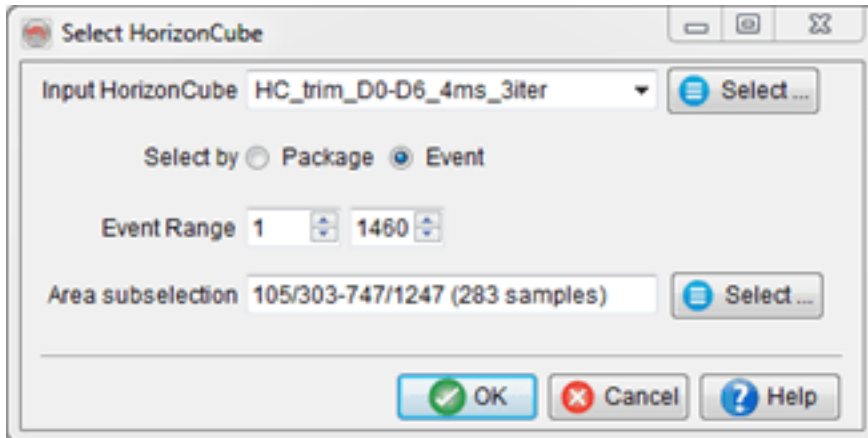 Select HorizonCube
Input HorizonCube HC_trim_D0-D6_4ms_3iter Select ...
Select by Package Event
Event Range 1 1460
Area subselection 105/303-747/1247 (283 samples) Select ...
OK Cancel Help